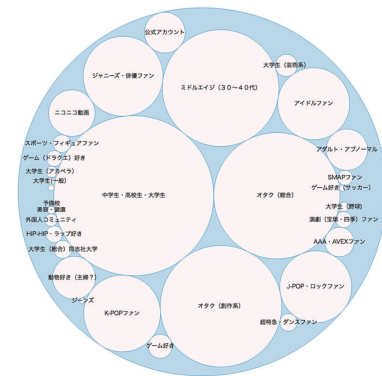 公式アカウント
ジャニーズ・俳優ファン
ミドルエイジ（３０〜４０代）
大学生（芸術系）
アイドルファン
ニコニコ動画
アダルト・アブノーマル
スポーツ・フィギュアファン
ゲーム（ドラクエ）好き
大学生（アカペラ）
大学生(一般)
中学生・高校生・大学生
オタク（総合）
SMAPファン
ゲーム好き（サッカー）
予備校
美容・健康
外国人コミュニティ
HIP-HIP・ラップ好き
大学生（総合）同志社大学
大学生（野球)
演劇（宝塚・四季）ファン
AAA・AVEXファン
動物好き（主婦？）
ジーンズ
K-POPファン
オタク（創作系）
J-POP・ロックファン
超特急・ダンスファン
ゲーム好き